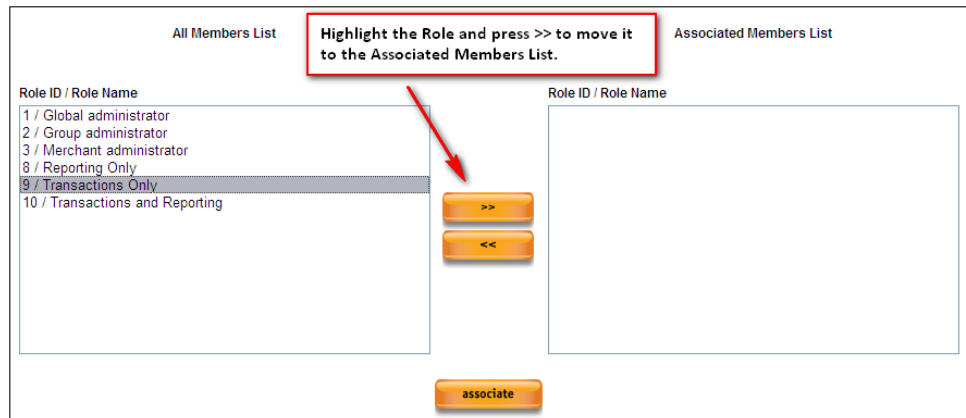 All Members List
Highlight the Role and press >> to move it
to the Associated Members List.
Associated Members List
Role ID / Role Name
Role ID / Role Name
1 / Global administrator
2 / Group administrator
3 / Merchant administrator
8 / Reporting Only
9 / Transactions Only
10 / Transactions and Reporting
>>
<<
associate